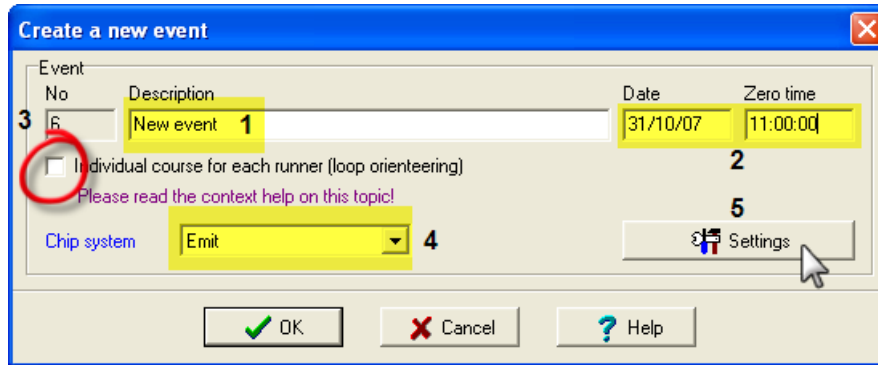 Create a new event
Event
No Description Date Zero time
3 6 New event 1 31/10/07 11:00:00
Individual course for each runner (loop orienteering) 2
Please read the context help on this topic! 5
Chip system Emit 4 Settings
OK Cancel ? Help